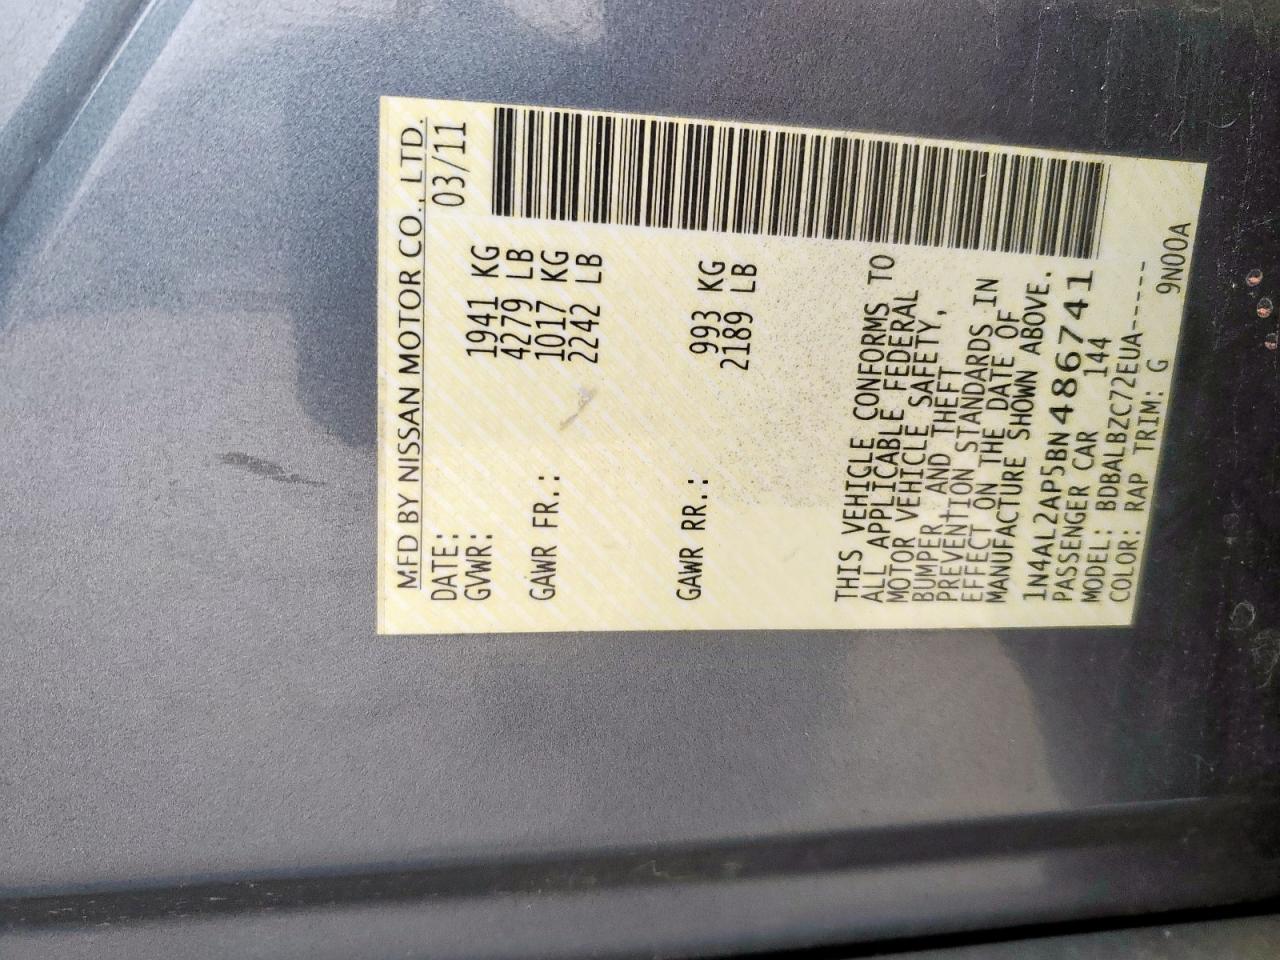 MFD BY NISSAN MOTOR CO., LTD.
DATE: 03/11
GVWR: 1941 KG
4279 LB
GAWR FR.: 1017 KG
2242 LB
GAWR RR.: 993 KG
2189 LB
THIS VEHICLE CONFORMS TO
ALL APPLICABLE FEDERAL
MOTOR VEHICLE SAFETY,
BUMPER, AND THEFT
PREVENTION STANDARDS IN
EFFECT ON THE DATE OF
MANUFACTURE SHOWN ABOVE.
1N4AL2AP5BN486741
PASSENGER CAR 144
MODEL: BDBALBZC72EUA-----
COLOR: RAP TRIM: G 9N00A